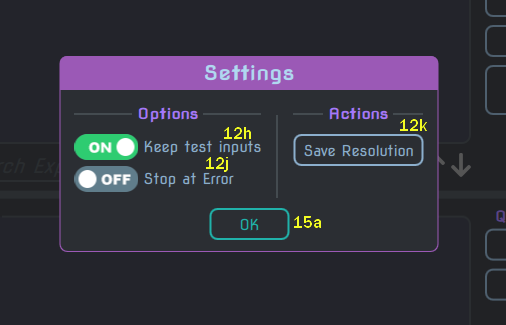 Settings
Options
Actions
12h
12k
ON Keep test inputs
Save Resolution
12j
OFF Stop at Error
OK
15a
rch Exp
Q